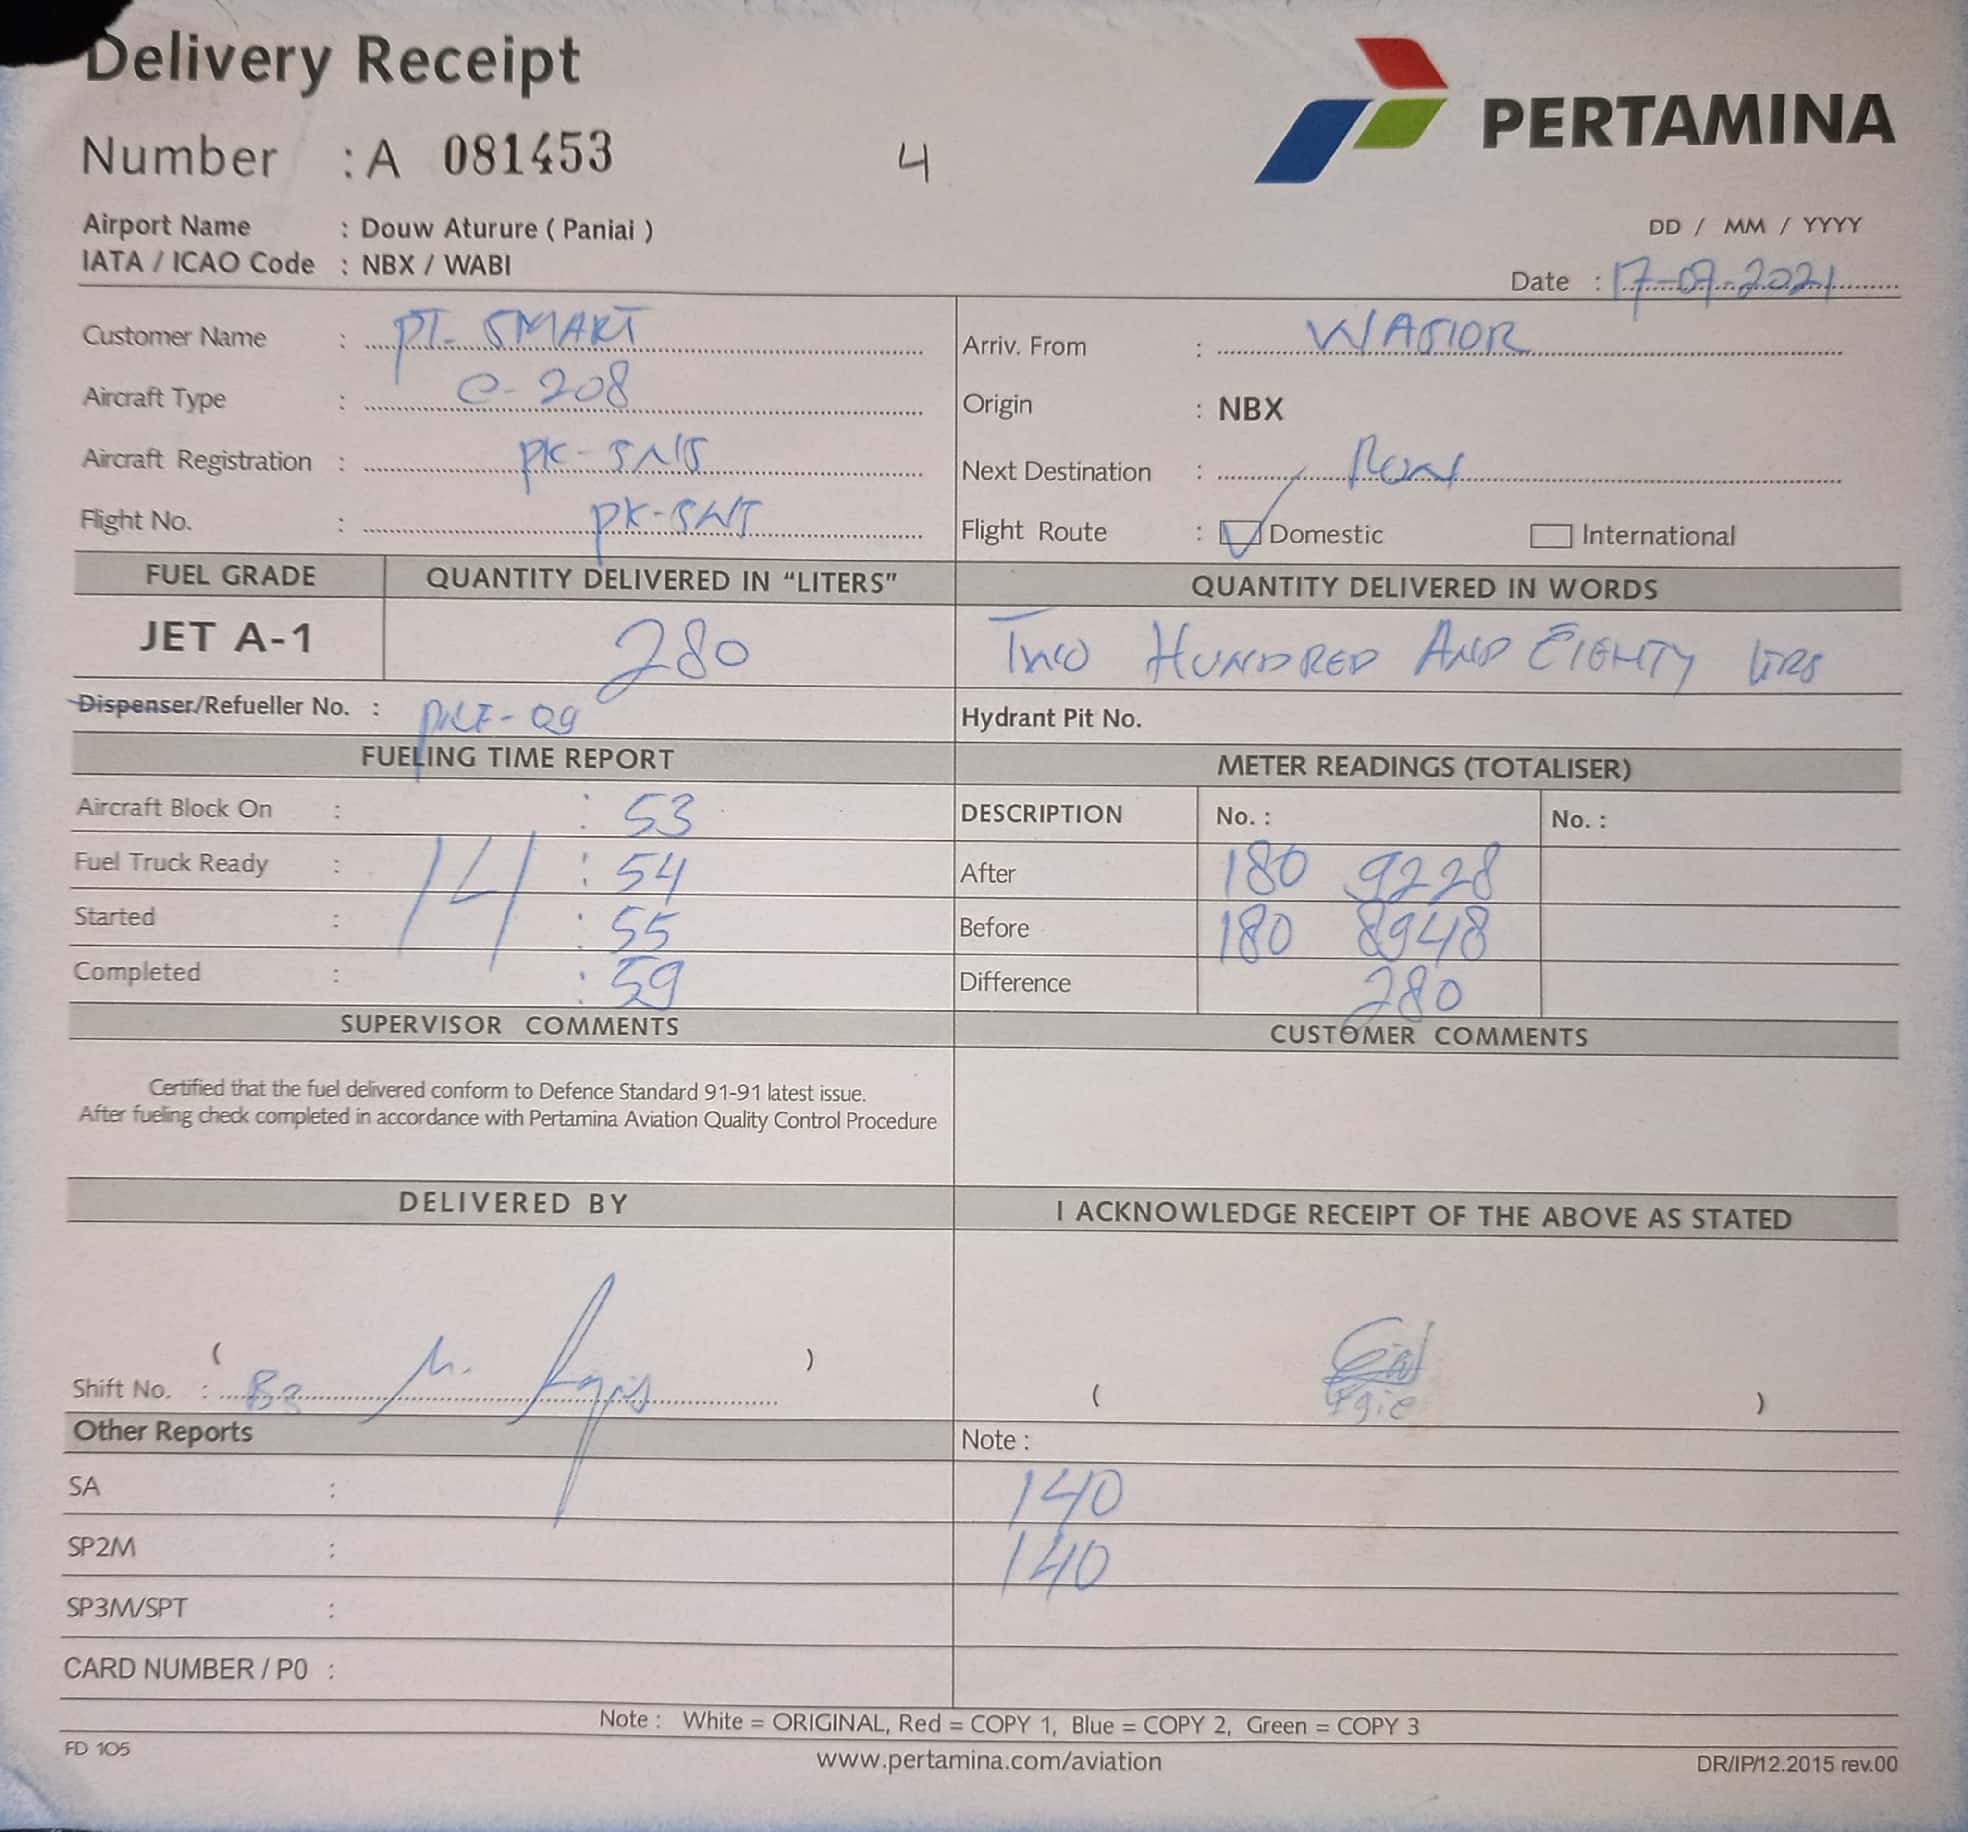 Delivery Receipt
PERTAMINA
Number : A 081453
4
Airport Name : Douw Aturure ( Paniai )
DD / MM / YYYY
IATA / ICAO Code : NBX / WABI
Date : 17-07-2021
Customer Name : PT. SMART
Arriv. From : WASIOR
Aircraft Type : C-208
Origin : NBX
Aircraft Registration : PK-SNS
Next Destination :
Flight No. :
Flight Route : Domestic International
FUEL GRADE QUANTITY DELIVERED IN “LITERS” QUANTITY DELIVERED IN WORDS
JET A-1 280 TWO HUNDRED AND EIGHTY LTRS
Dispenser/Refueller No. :
Hydrant Pit No.
FUELING TIME REPORT METER READINGS (TOTALISER)
Aircraft Block On : : 53
DESCRIPTION No. : No. :
Fuel Truck Ready : 14 : 54
After 180 9228
Started : : 55
Before 180 8948
Completed : : 59
Difference 280
SUPERVISOR COMMENTS CUSTOMER COMMENTS
Certified that the fuel delivered conform to Defence Standard 91-91 latest issue.
After fueling check completed in accordance with Pertamina Aviation Quality Control Procedure
DELIVERED BY I ACKNOWLEDGE RECEIPT OF THE ABOVE AS STATED
( )
Shift No. :
( )
Other Reports
Note :
SA :
140
SP2M :
140
SP3M/SPT :
CARD NUMBER / P0 :
Note : White = ORIGINAL, Red = COPY 1, Blue = COPY 2, Green = COPY 3
FD 105
www.pertamina.com/aviation
DR/IP/12.2015 rev.00